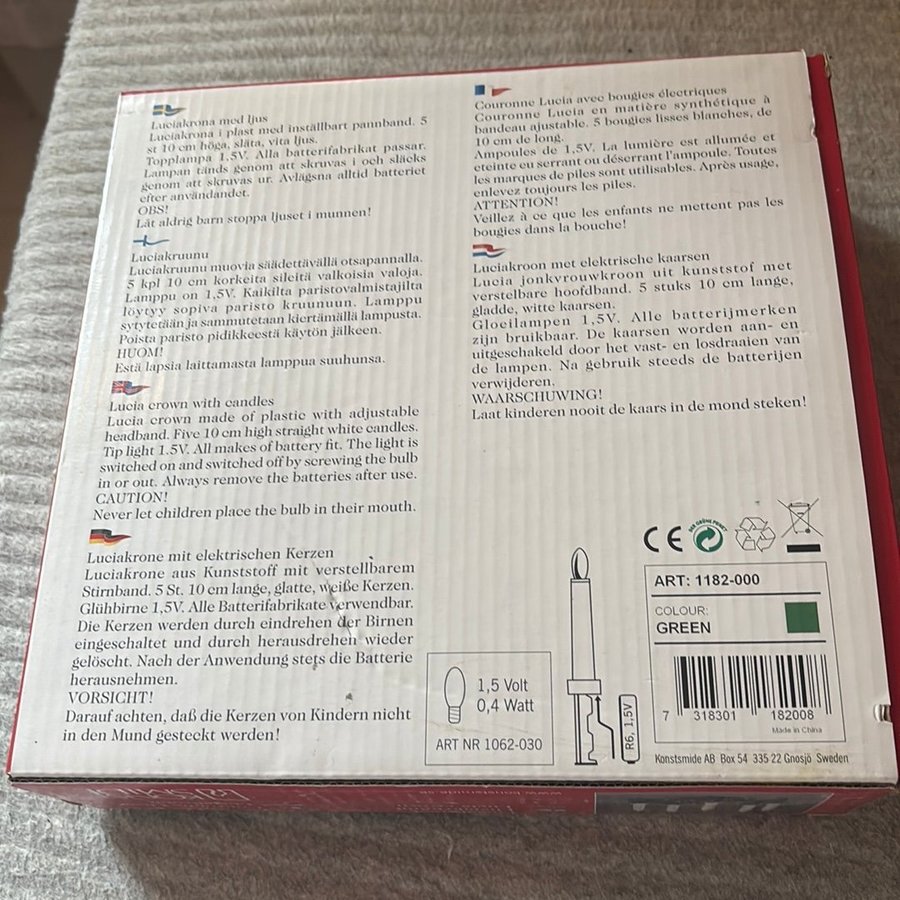 Luciakrona med ljus
Luciakrona i plast med inställbart pannband. 5
st 10 cm höga, släta, vita ljus.
Topplampa 1,5V. Alla batterifabrikat passar.
Lampan tänds genom att skruvas i och släcks
genom att skruvas ur. Avlägsna alltid batteriet
efter användandet.
OBS!
Låt aldrig barn stoppa ljuset i munnen!
Luciakruunu
Luciakruunu muovia säädettävällä otsapannalla.
5 kpl 10 cm korkeita sileitä valkoisia valoja.
Lamppu on 1,5V. Kaikilta paristovalmistajilta
löytyy sopiva paristo kruunuun. Lamppu
sytytetään ja sammutetaan kiertämällä lampusta.
Poista paristo pidikkeestä käytön jälkeen.
HUOM!
Estä lapsia laittamasta lamppua suuhunsa.
Lucia crown with candles
Lucia crown made of plastic with adjustable
headband. Five 10 cm high straight white candles.
Tip light 1.5V. All makes of battery fit. The light is
switched on and switched off by screwing the bulb
in or out. Always remove the batteries after use.
CAUTION!
Never let children place the bulb in their mouth.
Luciakrone mit elektrischen Kerzen
Luciakrone aus Kunststoff mit verstellbarem
Stirnband. 5 St. 10 cm lange, glatte, weiße Kerzen.
Glühbirne 1,5V. Alle Batterifabrikate verwendbar.
Die Kerzen werden durch eindrehen der Birnen
eingeschaltet und durch herausdrehen wieder
gelöscht. Nach der Anwendung stets die Batterie
herausnehmen.
VORSICHT!
Darauf achten, daß die Kerzen von Kindern nicht
in den Mund gesteckt werden!
Couronne Lucia avec bougies électriques
Couronne Lucia en matière synthétique à
bandeau ajustable. 5 bougies lisses blanches, de
10 cm de long.
Ampoules de 1,5V. La lumière est allumée et
eteinte eu serrant ou déserrant l'ampoule. Toutes
les marques de piles sont utilisables. Après usage,
enlevez toujours les piles.
ATTENTION!
Veillez à ce que les enfants ne mettent pas les
bougies dans la bouche!
Luciakroon met elektrische kaarsen
Lucia jonkvrouwkroon uit kunststof met
verstelbare hoofdband. 5 stuks 10 cm lange,
gladde, witte kaarsen.
Gloeilampen 1,5V. Alle batterijmerken
zijn bruikbaar. De kaarsen worden aan- en
uitgeschakeld door het vast- en losdraaien van
de lampen. Na gebruik steeds de batterijen
verwijderen.
WAARSCHUWING!
Laat kinderen nooit de kaars in de mond steken!
CE
DER GRÜNE PUNKT
ART: 1182-000
COLOUR:
GREEN
7 318301 182008
Made in China
1,5 Volt
0,4 Watt
ART NR 1062-030
R6, 1,5V
Konstsmide AB Box 54 335 22 Gnosjö Sweden